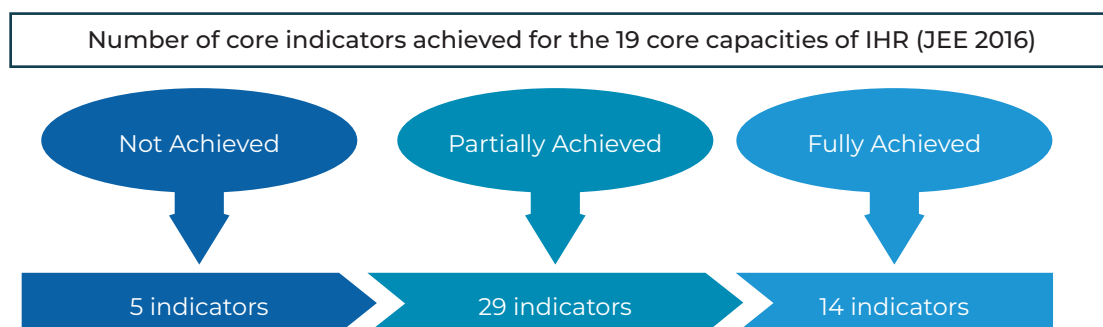 Number of core indicators achieved for the 19 core capacities of IHR (JEE 2016)
Not Achieved
Partially Achieved
Fully Achieved
5 indicators
29 indicators
14 indicators